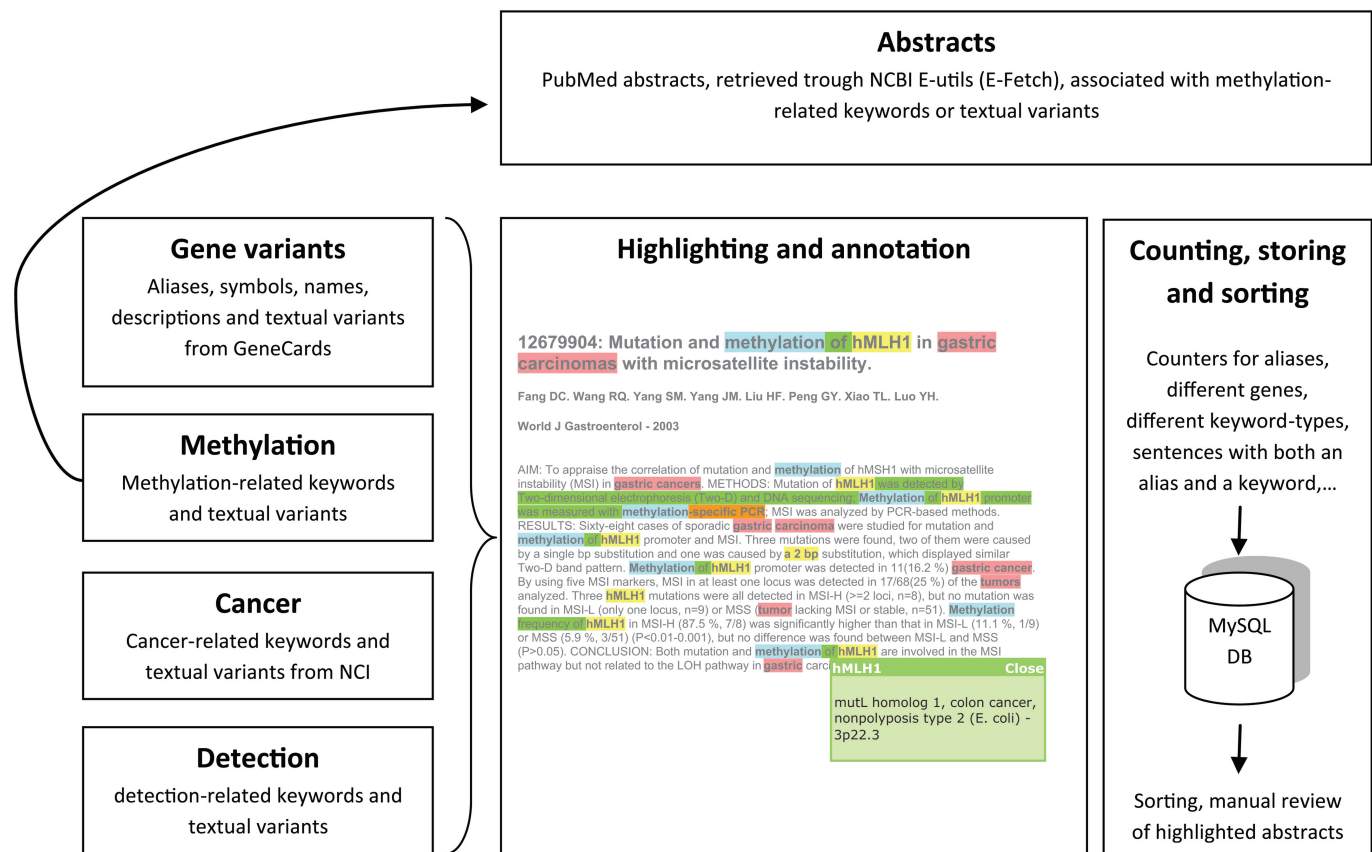 Abstracts
PubMed abstracts, retrieved trough NCBI E-utils (E-Fetch), associated with methylation-
related keywords or textual variants
Gene variants
Aliases, symbols, names,
descriptions and textual variants
from GeneCards
Methylation
Methylation-related keywords
and textual variants
Cancer
Cancer-related keywords and
textual variants from NCI
Detection
detection-related keywords and
textual variants
Highlighting and annotation
12679904: Mutation and methylation of hMLH1 in gastric
carcinomas with microsatellite instability.
Fang DC. Wang RQ. Yang SM. Yang JM. Liu HF. Peng GY. Xiao TL. Luo YH.
World J Gastroenterol - 2003
AIM: To appraise the correlation of mutation and methylation of hMSH1 with microsatellite
instability (MSI) in gastric cancers. METHODS: Mutation of hMLH1 was detected by
Two-dimensional electrophoresis (Two-D) and DNA sequencing; Methylation of hMLH1 promoter
was measured with methylation-specific PCR; MSI was analyzed by PCR-based methods.
RESULTS: Sixty-eight cases of sporadic gastric carcinoma were studied for mutation and
methylation of hMLH1 promoter and MSI. Three mutations were found, two of them were caused
by a single bp substitution and one was caused by a 2 bp substitution, which displayed similar
Two-D band pattern. Methylation of hMLH1 promoter was detected in 11(16.2 %) gastric cancer.
By using five MSI markers, MSI in at least one locus was detected in 17/68(25 %) of the tumors
analyzed. Three hMLH1 mutations were all detected in MSI-H (>=2 loci, n=8), but no mutation was
found in MSI-L (only one locus, n=9) or MSS (tumor lacking MSI or stable, n=51). Methylation
frequency of hMLH1 in MSI-H (87.5 %, 7/8) was significantly higher than that in MSI-L (11.1 %, 1/9)
or MSS (5.9 %, 3/51) (P<0.01-0.001), but no difference was found between MSI-L and MSS
(P>0.05). CONCLUSION: Both mutation and methylation of hMLH1 are involved in the MSI
pathway but not related to the LOH pathway in gastric carci
hMLH1 Close
mutL homolog 1, colon cancer,
nonpolyposis type 2 (E. coli) -
3p22.3
Counting, storing
and sorting
Counters for aliases,
different genes,
different keyword-types,
sentences with both an
alias and a keyword,...
MySQL
DB
Sorting, manual review
of highlighted abstracts